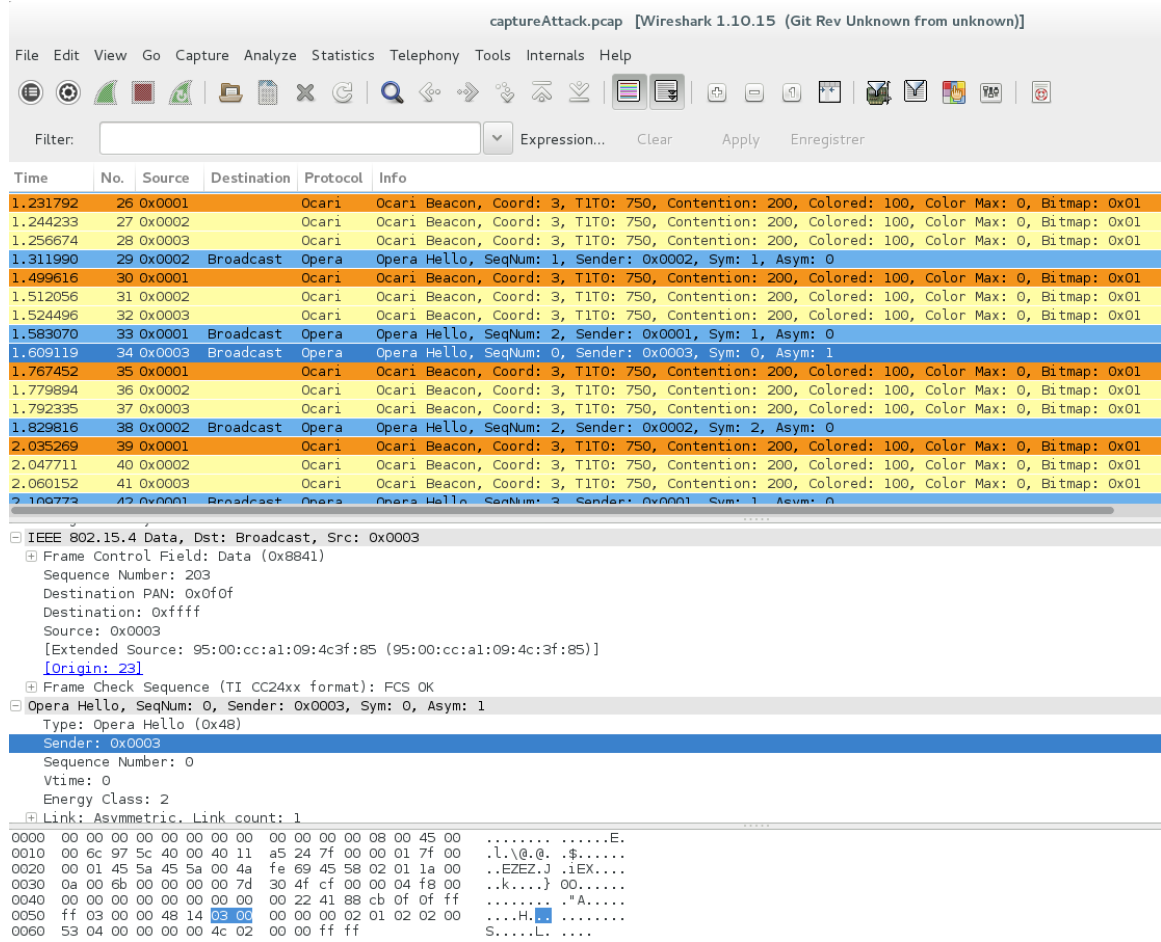 captureAttack.pcap [Wireshark 1.10.15 (Git Rev Unknown from unknown)]
File Edit View Go Capture Analyze Statistics Telephony Tools Internals Help
Filter: Expression... Clear Apply Enregistrer
Time No. Source Destination Protocol Info
1.231792 26 0x0001 Ocari Ocari Beacon, Coord: 3, T1T0: 750, Contention: 200, Colored: 100, Color Max: 0, Bitmap: 0x01
1.244233 27 0x0002 Ocari Ocari Beacon, Coord: 3, T1T0: 750, Contention: 200, Colored: 100, Color Max: 0, Bitmap: 0x01
1.256674 28 0x0003 Ocari Ocari Beacon, Coord: 3, T1T0: 750, Contention: 200, Colored: 100, Color Max: 0, Bitmap: 0x01
1.311990 29 0x0002 Broadcast Opera Opera Hello, SeqNum: 1, Sender: 0x0002, Sym: 1, Asym: 0
1.499616 30 0x0001 Ocari Ocari Beacon, Coord: 3, T1T0: 750, Contention: 200, Colored: 100, Color Max: 0, Bitmap: 0x01
1.512056 31 0x0002 Ocari Ocari Beacon, Coord: 3, T1T0: 750, Contention: 200, Colored: 100, Color Max: 0, Bitmap: 0x01
1.524496 32 0x0003 Ocari Ocari Beacon, Coord: 3, T1T0: 750, Contention: 200, Colored: 100, Color Max: 0, Bitmap: 0x01
1.583070 33 0x0001 Broadcast Opera Opera Hello, SeqNum: 2, Sender: 0x0001, Sym: 1, Asym: 0
1.609119 34 0x0003 Broadcast Opera Opera Hello, SeqNum: 0, Sender: 0x0003, Sym: 0, Asym: 1
1.767452 35 0x0001 Ocari Ocari Beacon, Coord: 3, T1T0: 750, Contention: 200, Colored: 100, Color Max: 0, Bitmap: 0x01
1.779894 36 0x0002 Ocari Ocari Beacon, Coord: 3, T1T0: 750, Contention: 200, Colored: 100, Color Max: 0, Bitmap: 0x01
1.792335 37 0x0003 Ocari Ocari Beacon, Coord: 3, T1T0: 750, Contention: 200, Colored: 100, Color Max: 0, Bitmap: 0x01
1.829816 38 0x0002 Broadcast Opera Opera Hello, SeqNum: 2, Sender: 0x0002, Sym: 2, Asym: 0
2.035269 39 0x0001 Ocari Ocari Beacon, Coord: 3, T1T0: 750, Contention: 200, Colored: 100, Color Max: 0, Bitmap: 0x01
2.047711 40 0x0002 Ocari Ocari Beacon, Coord: 3, T1T0: 750, Contention: 200, Colored: 100, Color Max: 0, Bitmap: 0x01
2.060152 41 0x0003 Ocari Ocari Beacon, Coord: 3, T1T0: 750, Contention: 200, Colored: 100, Color Max: 0, Bitmap: 0x01
2.109773 42 0x0001 Broadcast Opera Opera Hello, SeqNum: 3, Sender: 0x0001, Sym: 1, Asym: 0
IEEE 802.15.4 Data, Dst: Broadcast, Src: 0x0003
Frame Control Field: Data (0x8841)
Sequence Number: 203
Destination PAN: 0x0f0f
Destination: 0xffff
Source: 0x0003
[Extended Source: 95:00:cc:a1:09:4c3f:85 (95:00:cc:a1:09:4c:3f:85)]
[Origin: 23]
Frame Check Sequence (TI CC24xx format): FCS OK
Opera Hello, SeqNum: 0, Sender: 0x0003, Sym: 0, Asym: 1
Type: Opera Hello (0x48)
Sender: 0x0003
Sequence Number: 0
Vtime: 0
Energy Class: 2
Link: Asymmetric, Link count: 1
0000 00 00 00 00 00 00 00 00 00 00 00 00 08 00 45 00 ........ ......E.
0010 00 6c 97 5c 40 00 40 11 a5 24 7f 00 00 01 7f 00 .l.\@.@. .$......
0020 00 01 45 5a 45 5a 00 4a fe 69 45 58 02 01 1a 00 ..EZEZ.J .iEX....
0030 0a 00 6b 00 00 00 00 7d 30 4f cf 00 00 04 f8 00 ..k....} 0O......
0040 00 00 00 00 00 00 00 00 00 22 41 88 cb 0f 0f ff ........ ."A.....
0050 ff 03 00 00 48 14 03 00 00 00 00 02 01 02 02 00 ....H... ........
0060 53 04 00 00 00 00 4c 02 00 00 ff ff S.....L. ....